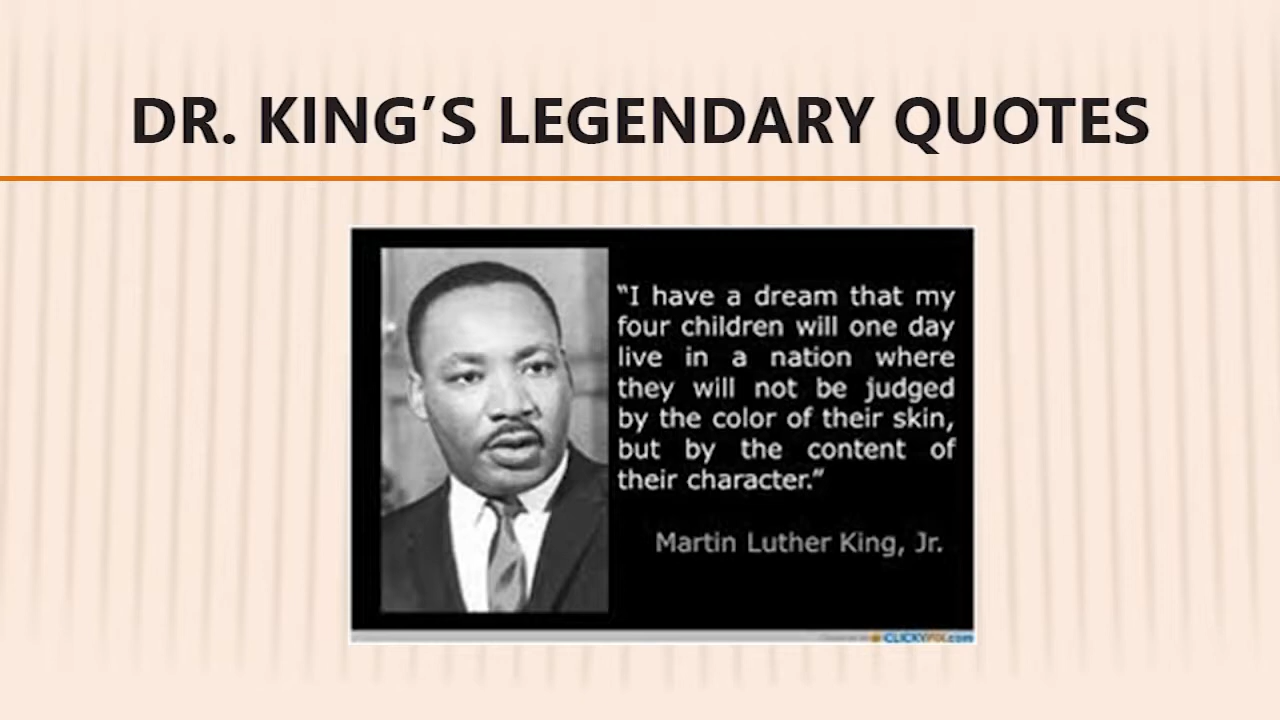 DR. KING’S LEGENDARY QUOTES
“I have a dream that my
four children will one day
live in a nation where
they will not be judged
by the color of their skin,
but by the content of
their character.”
Martin Luther King, Jr.
CLICKYPIX.com